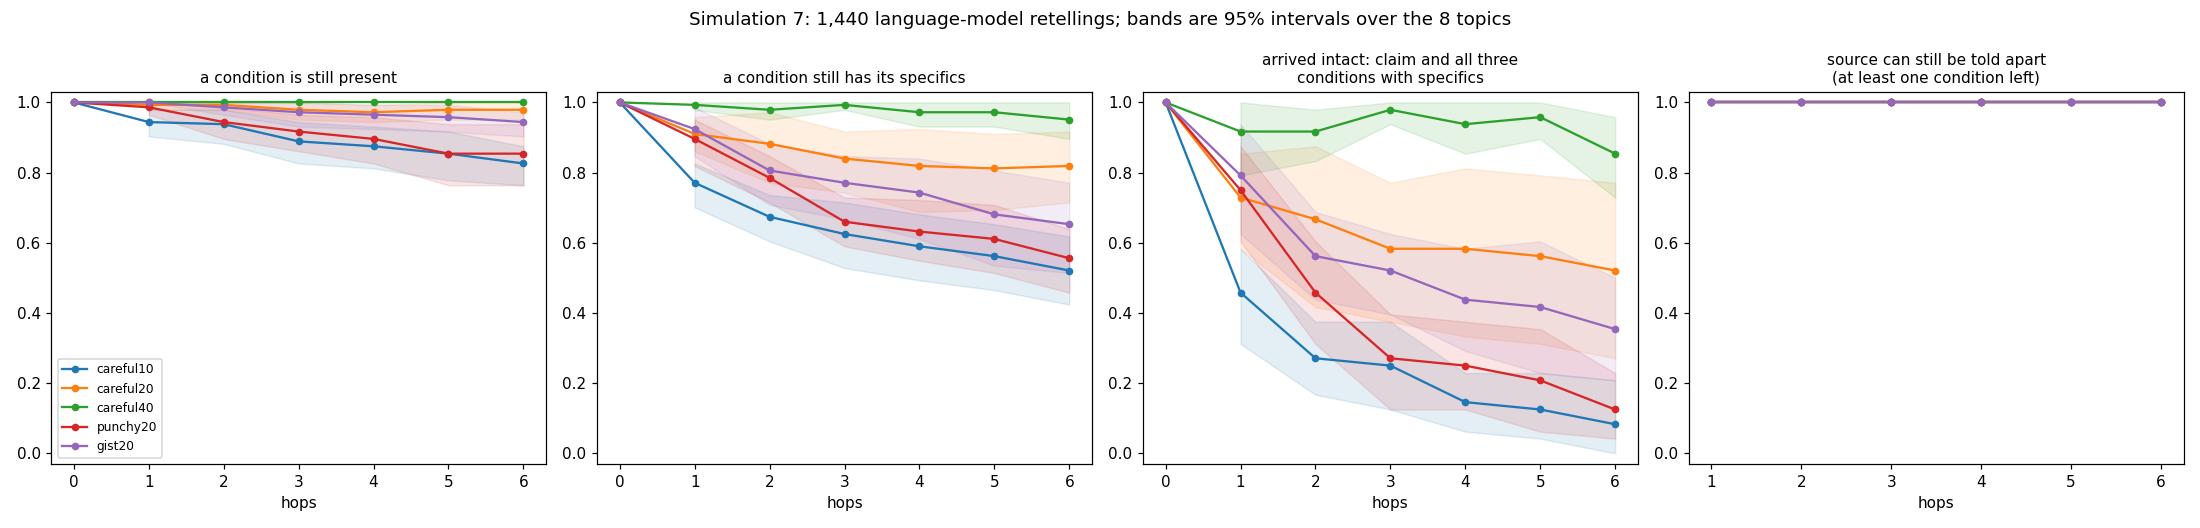 Simulation 7: 1,440 language-model retellings; bands are 95% intervals over the 8 topics
a condition is still present
1.0
0.8
0.6
0.4
0.2
0.0
careful10
careful20
careful40
punchy20
gist20
0 1 2 3 4 5 6
hops
a condition still has its specifics
1.0
0.8
0.6
0.4
0.2
0.0
0 1 2 3 4 5 6
hops
arrived intact: claim and all three
conditions with specifics
1.0
0.8
0.6
0.4
0.2
0.0
0 1 2 3 4 5 6
hops
source can still be told apart
(at least one condition left)
1.0
0.8
0.6
0.4
0.2
0.0
1 2 3 4 5 6
hops